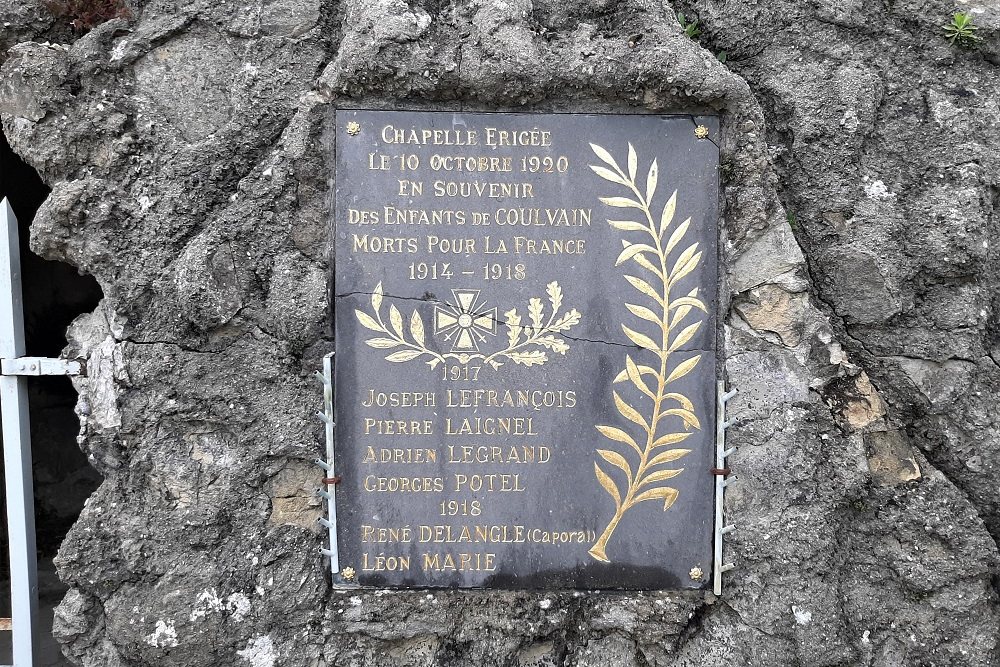 CHAPELLE ERIGÉE
LE 10 OCTOBRE 1920
EN SOUVENIR
DES ENFANTS DE COULVAIN
MORTS POUR LA FRANCE
1914 – 1918
1917
JOSEPH LEFRANÇOIS
PIERRE LAIGNEL
ADRIEN LEGRAND
GEORGES POTEL
1918
RENÉ DELANGLE (Caporal)
LÉON MARIE